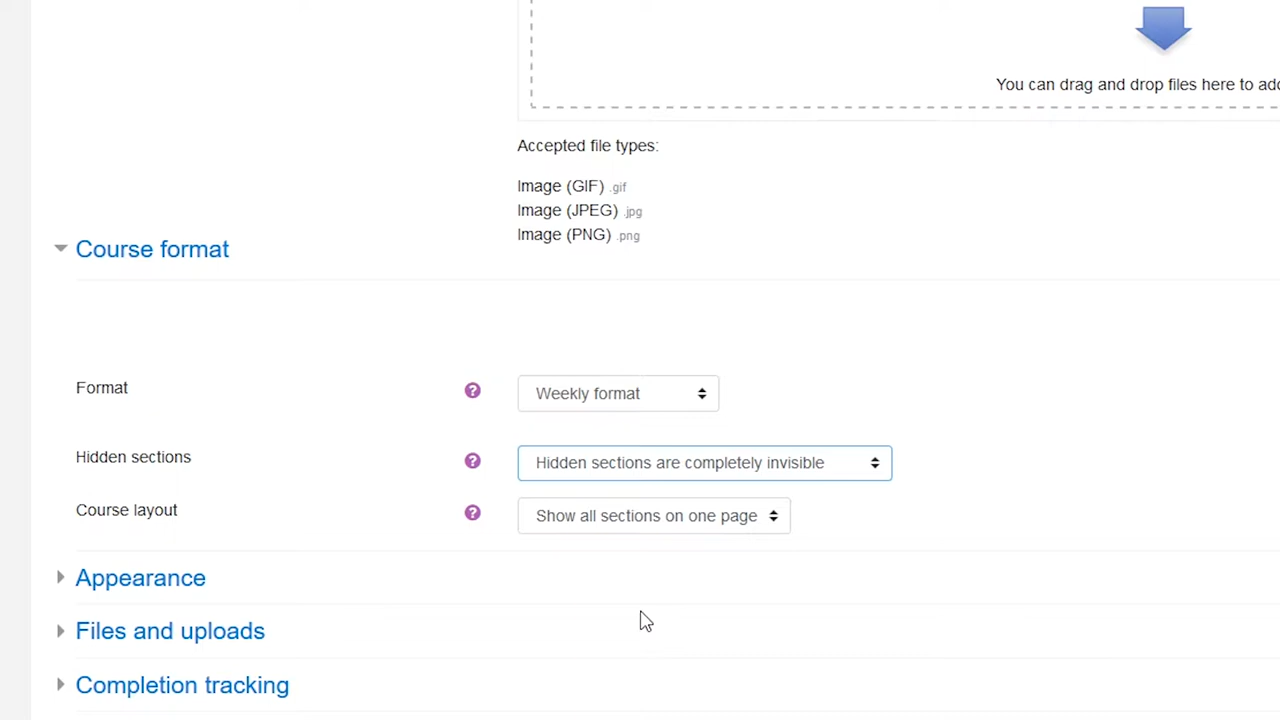 You can drag and drop files here to add
Accepted file types:
Image (GIF) .gif
Image (JPEG) .jpg
Image (PNG) .png
Course format
Format ? Weekly format
Hidden sections ? Hidden sections are completely invisible
Course layout ? Show all sections on one page
Appearance
Files and uploads
Completion tracking